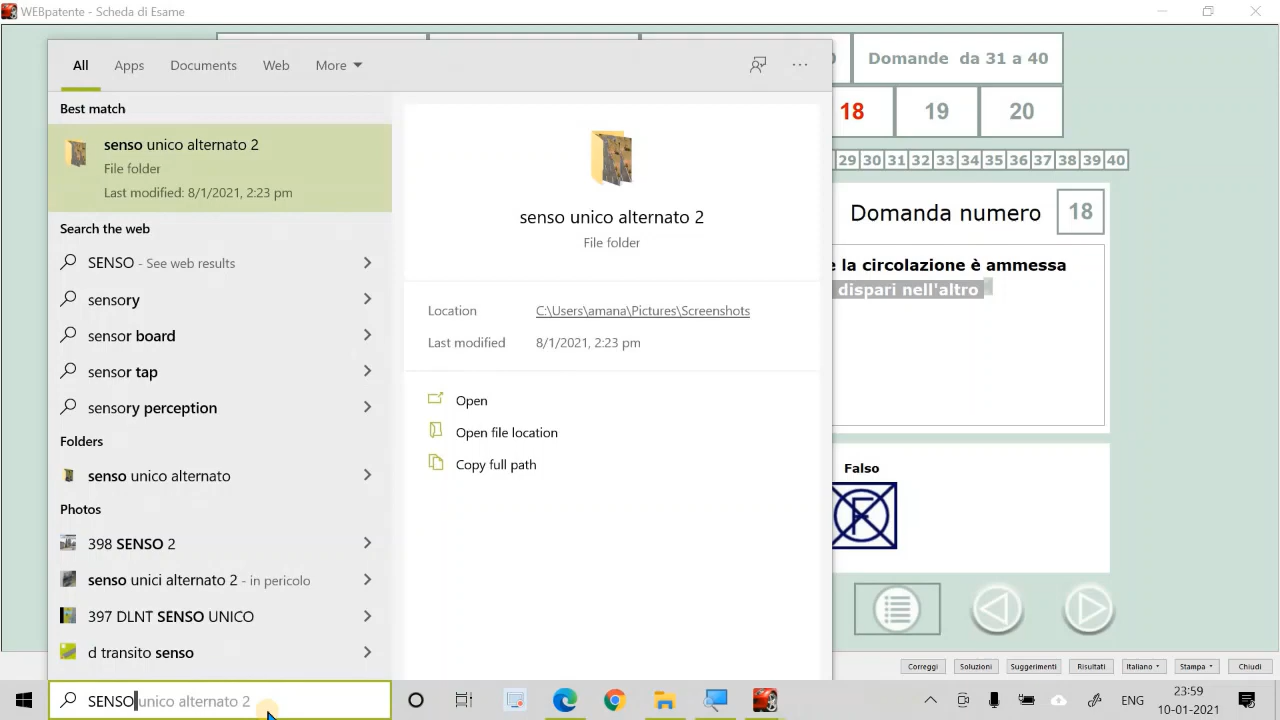 WEBpatente - Scheda di Esame
All Apps Documents Web More
Domande da 31 a 40
18 19 20
29 30 31 32 33 34 35 36 37 38 39 40
Best match
senso unico alternato 2
File folder
Last modified: 8/1/2021, 2:23 pm
Search the web
SENSO - See web results
sensory
sensor board
sensor tap
sensory perception
Folders
senso unico alternato
Photos
398 SENSO 2
senso unici alternato 2 - in pericolo
397 DLNT SENSO UNICO
d transito senso
senso unico alternato 2
File folder
Location C:\Users\amana\Pictures\Screenshots
Last modified 8/1/2021, 2:23 pm
Open
Open file location
Copy full path
Domanda numero 18
e la circolazione è ammessa
dispari nell'altro
Falso
F
Correggi Soluzioni Suggerimenti Risultati Italiano Stampa Chiudi
SENSO unico alternato 2
ENG
23:59
10-01-2021